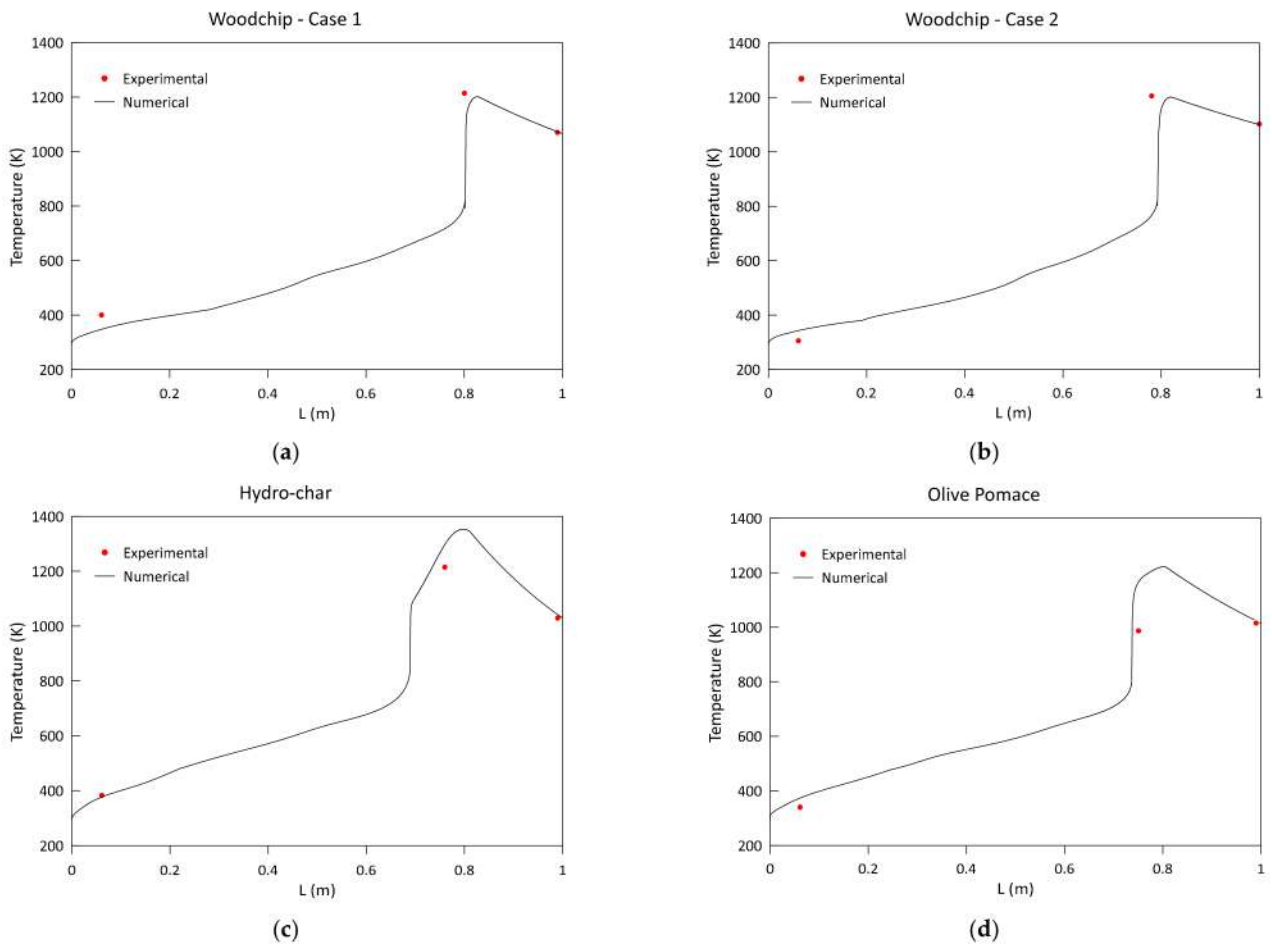 Woodchip - Case 1
1400
1200
1000
800
600
400
200
Temperature (K)
Experimental
Numerical
0 0.2 0.4 0.6 0.8 1
L (m)
(a)
Woodchip - Case 2
1400
1200
1000
800
600
400
200
Temperature (K)
Experimental
Numerical
0 0.2 0.4 0.6 0.8 1
L (m)
(b)
Hydro-char
1400
1200
1000
800
600
400
200
Temperature (K)
Experimental
Numerical
0 0.2 0.4 0.6 0.8 1
L (m)
(c)
Olive Pomace
1400
1200
1000
800
600
400
200
Temperature (K)
Experimental
Numerical
0 0.2 0.4 0.6 0.8 1
L (m)
(d)